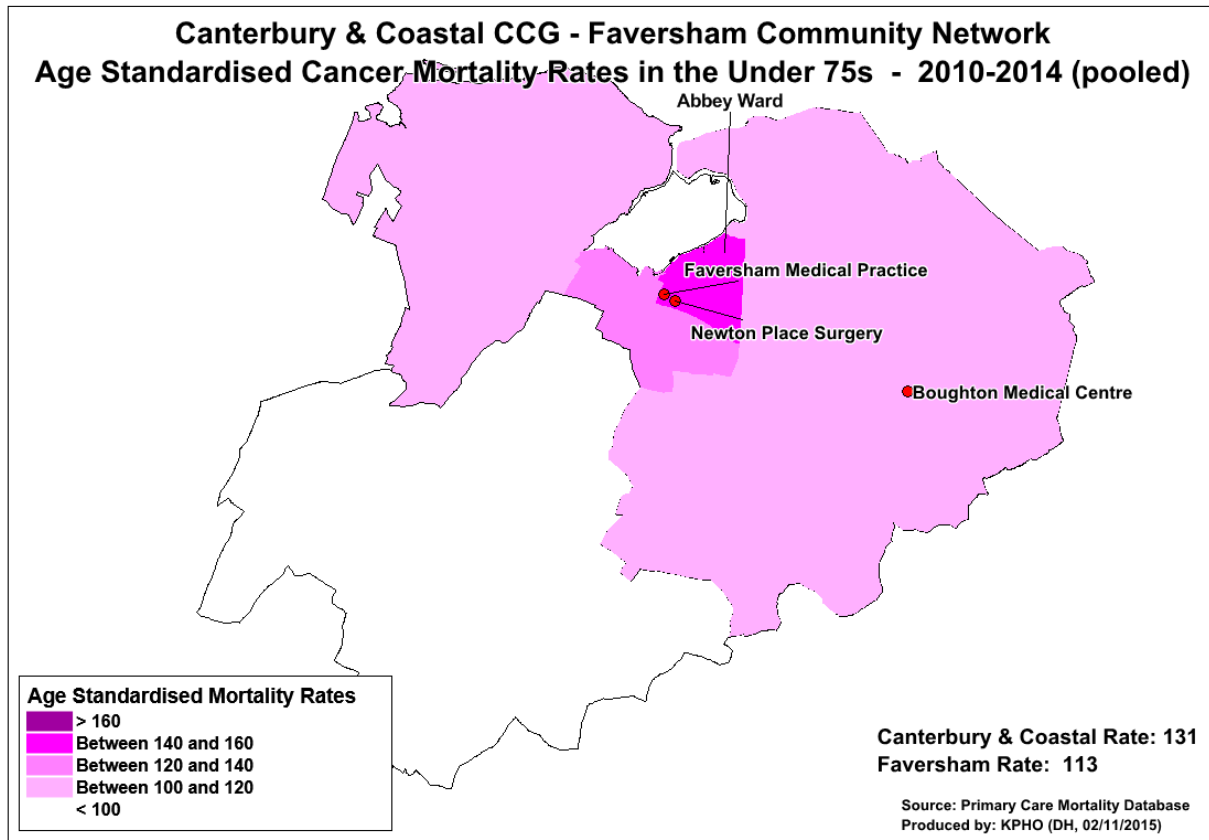 Canterbury & Coastal CCG - Faversham Community Network
Age Standardised Cancer Mortality Rates in the Under 75s - 2010-2014 (pooled)
Abbey Ward
Faversham Medical Practice
Newton Place Surgery
Boughton Medical Centre
Age Standardised Mortality Rates
> 160
Between 140 and 160
Between 120 and 140
Between 100 and 120
< 100
Canterbury & Coastal Rate: 131
Faversham Rate: 113
Source: Primary Care Mortality Database
Produced by: KPHO (DH, 02/11/2015)